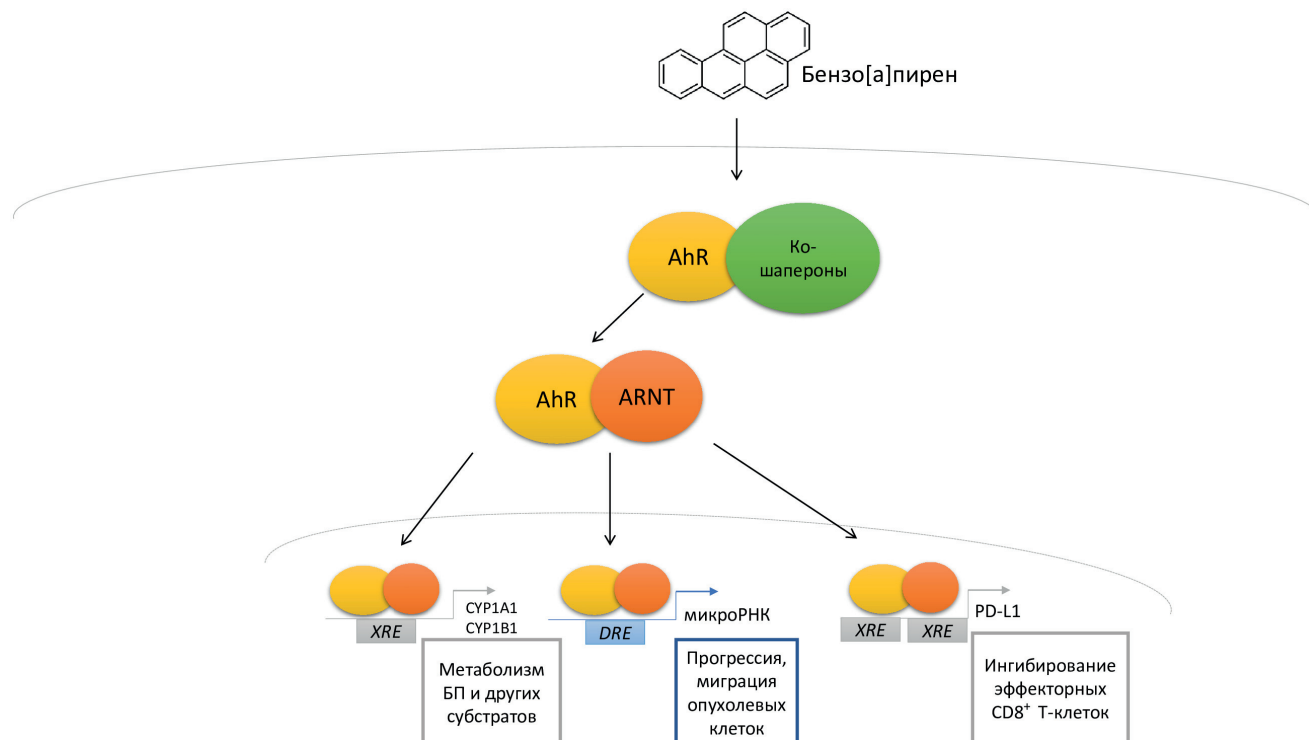 Бензо[а]пирен
AhR
Ко-
шапероны
AhR
ARNT
XRE
CYP1A1
CYP1B1
DRE
микроРНК
XRE
XRE
PD-L1
Метаболизм
БП и других
субстратов
Прогрессия,
миграция
опухолевых
клеток
Ингибирование
эффекторных
CD8⁺ Т-клеток